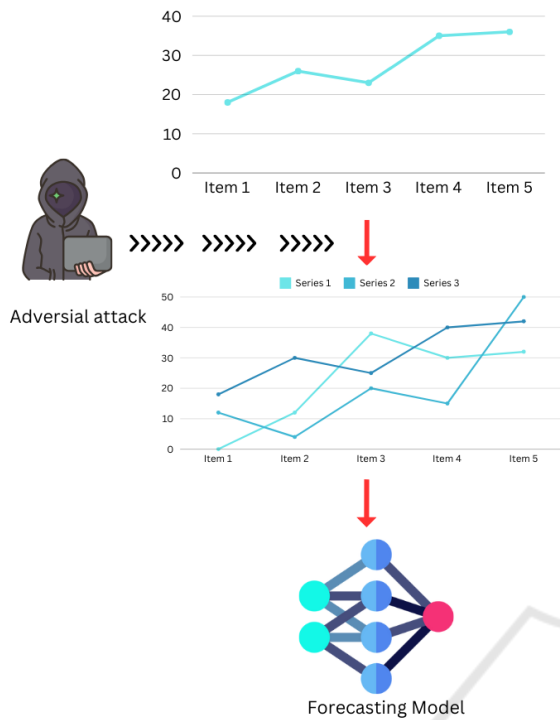 40
30
20
10
0
Item 1 Item 2 Item 3 Item 4 Item 5
Adversial attack
Series 1 Series 2 Series 3
50
40
30
20
10
0
Item 1 Item 2 Item 3 Item 4 Item 5
Forecasting Model